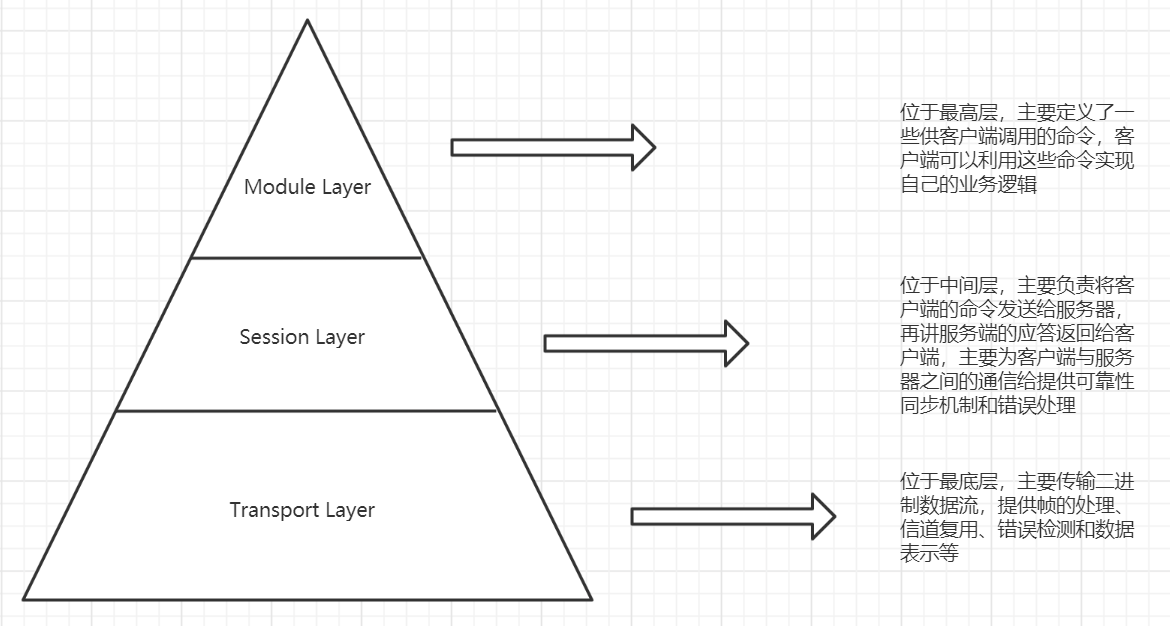 Module Layer
位于最高层，主要定义了一
些供客户端调用的命令，客
户端可以利用这些命令实现
自己的业务逻辑
Session Layer
位于中间层，主要负责将客
户端的命令发送给服务器，
再讲服务端的应答返回给客
户端，主要为客户端与服务
器之间的通信给提供可靠性
同步机制和错误处理
Transport Layer
位于最底层，主要传输二进
制数据流，提供帧的处理、
信道复用、错误检测和数据
表示等